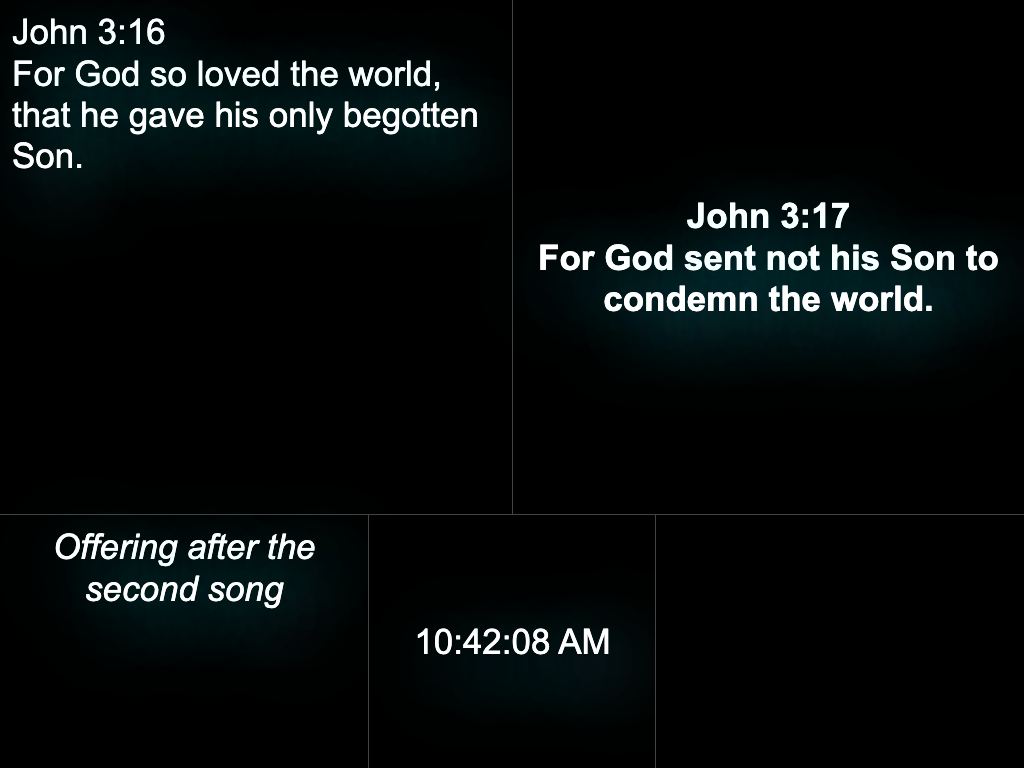 John 3:16
For God so loved the world,
that he gave his only begotten
Son.
John 3:17
For God sent not his Son to
condemn the world.
Offering after the
second song
10:42:08 AM